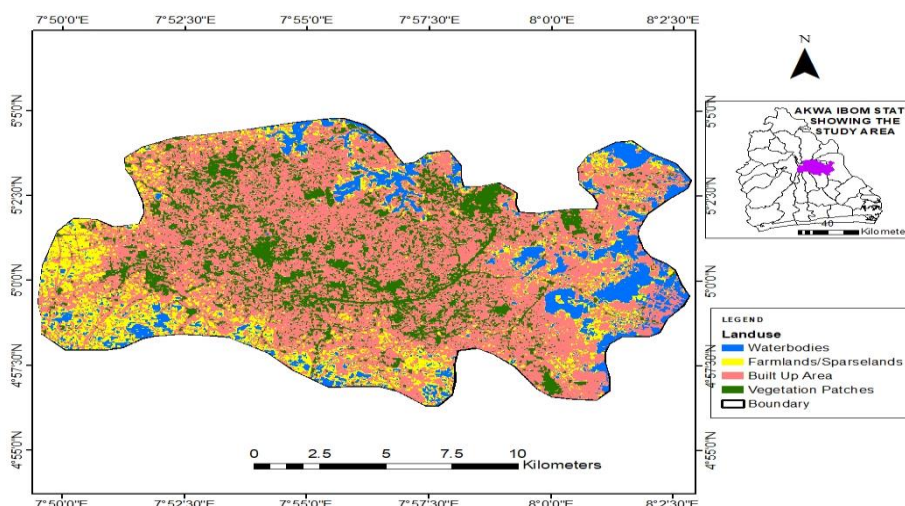 7°50'0"E 7°52'30"E 7°55'0"E 7°57'30"E 8°0'0"E 8°2'30"E
N
5°5'0"N
5°2'30"N
5°0'0"N
4°57'30"N
4°55'0"N
5°5'0"N
5°2'30"N
5°0'0"N
4°57'30"N
4°55'0"N
AKWA IBOM STATE
SHOWING THE
STUDY AREA
40
Kilometers
LEGEND
Landuse
Waterbodies
Farmlands/Sparselands
Built Up Area
Vegetation Patches
Boundary
0 2.5 5 7.5 10
Kilometers
7°50'0"E 7°52'30"E 7°55'0"E 7°57'30"E 8°0'0"E 8°2'30"E